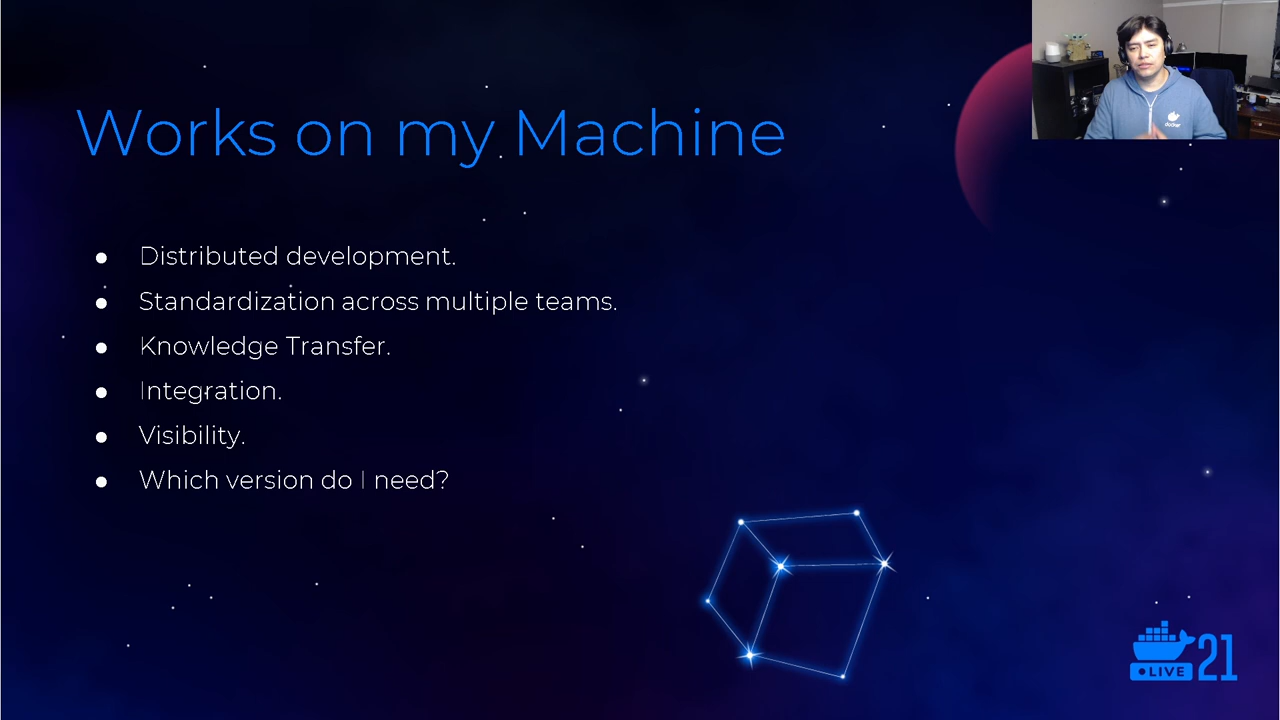 Works on my Machine
Distributed development.
Standardization across multiple teams.
Knowledge Transfer.
Integration.
Visibility.
Which version do I need?
docker
LIVE 21